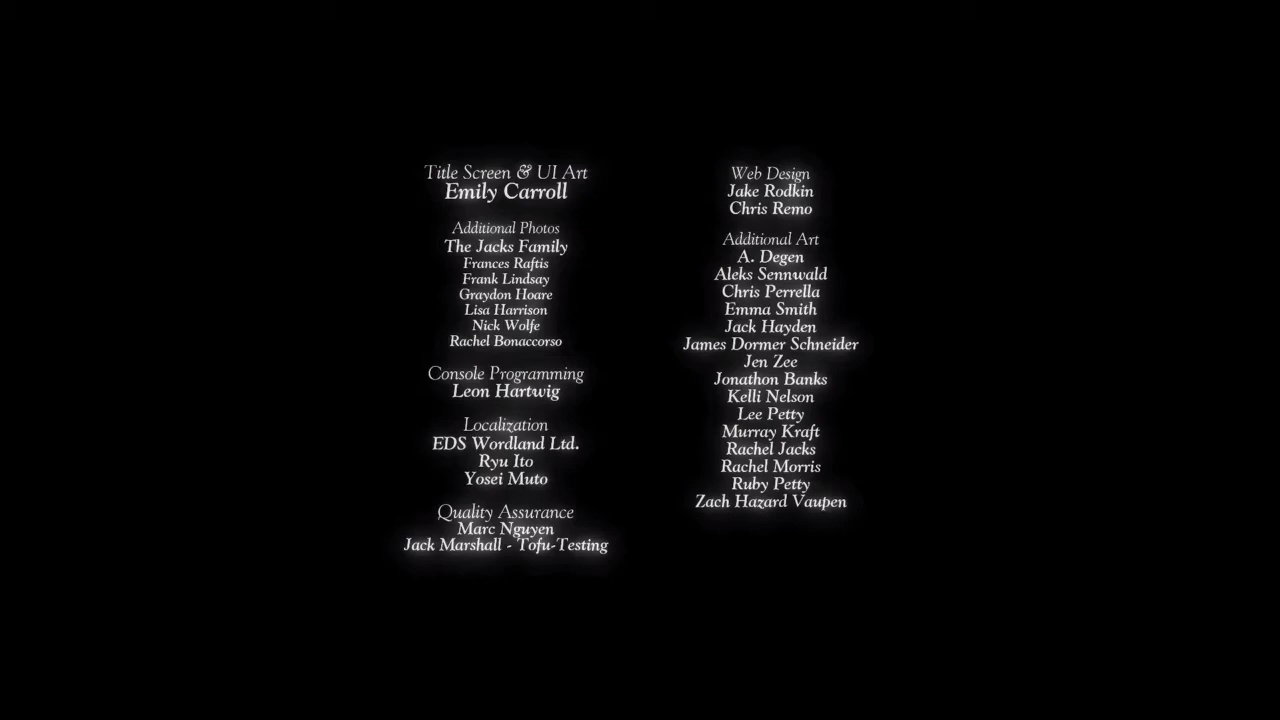 Title Screen & UI Art
Emily Carroll
Additional Photos
The Jacks Family
Frances Raftis
Frank Lindsay
Graydon Hoare
Lisa Harrison
Nick Wolfe
Rachel Bonaccorso
Console Programming
Leon Hartwig
Localization
EDS Wordland Ltd.
Ryu Ito
Yosei Muto
Quality Assurance
Marc Nguyen
Jack Marshall - Tofu-Testing
Web Design
Jake Rodkin
Chris Remo
Additional Art
A. Degen
Aleks Sennwald
Chris Perrella
Emma Smith
Jack Hayden
James Dormer Schneider
Jen Zee
Jonathon Banks
Kelli Nelson
Lee Petty
Murray Kraft
Rachel Jacks
Rachel Morris
Ruby Petty
Zach Hazard Vaupen